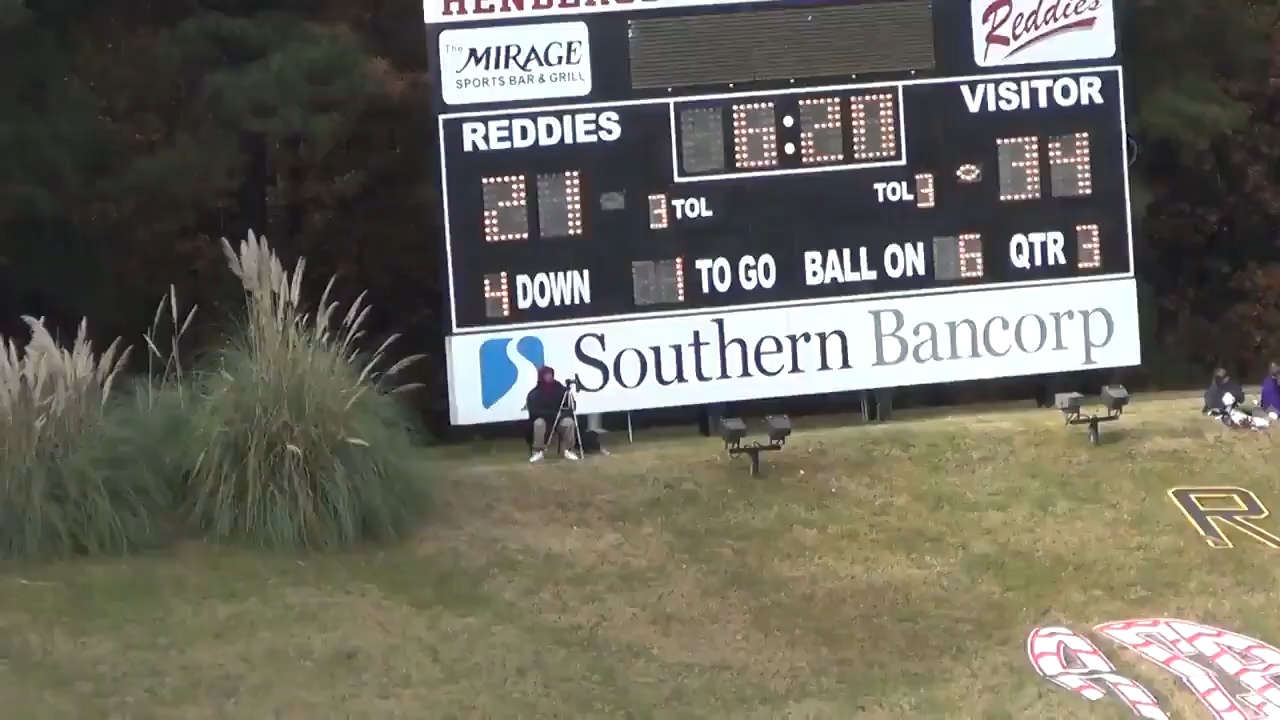 The MIRAGE
SPORTS BAR & GRILL
Reddies
REDDIES
6:20
VISITOR
21
3 TOL
TOL 3
34
4 DOWN
1 TO GO
BALL ON 6
QTR 3
Southern Bancorp
R